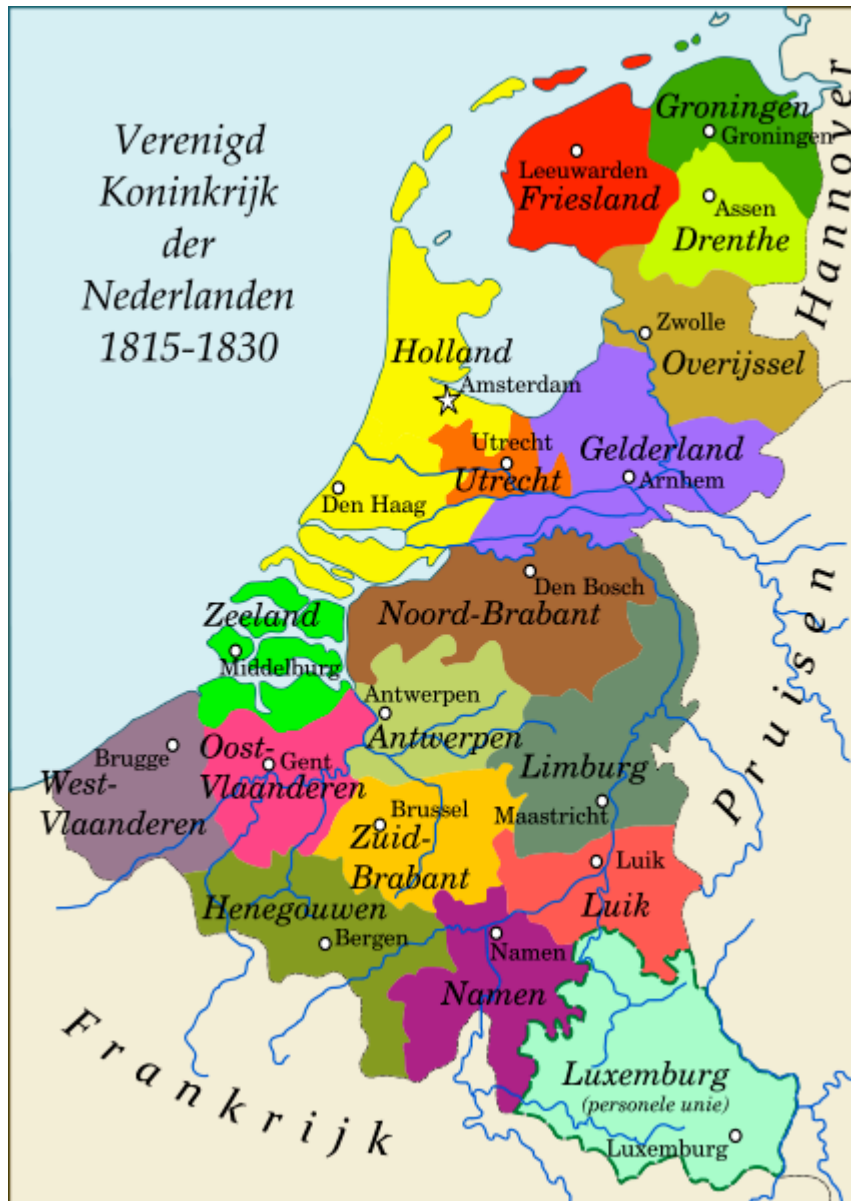 Verenigd
Koninkrijk
der
Nederlanden
1815-1830
Hannover
Groningen
Groningen
Leeuwarden
Friesland
Assen
Drenthe
Zwolle
Overijssel
Holland
Amsterdam
Utrecht
Utrecht
Gelderland
Arnhem
Den Haag
Den Bosch
Noord-Brabant
Zeeland
Middelburg
Pruisen
Antwerpen
Antwerpen
Brugge
West-
Vlaanderen
Oost-
Gent
Vlaanderen
Limburg
Maastricht
Brussel
Zuid-
Brabant
Luik
Luik
Henegouwen
Bergen
Namen
Namen
Frankrijk
Luxemburg
(personele unie)
Luxemburg